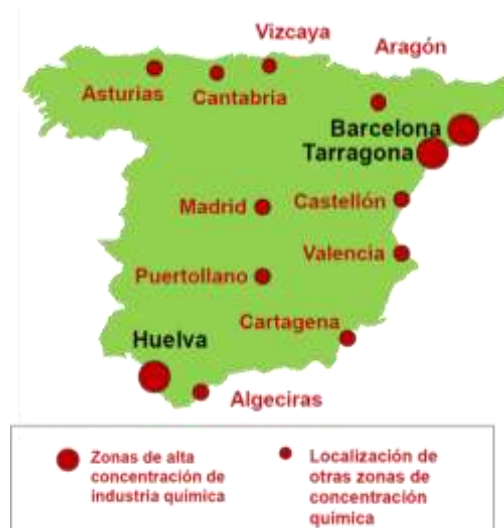 Vizcaya
Aragón
Asturias
Cantabria
Barcelona
Tarragona
Madrid
Castellón
Valencia
Puertollano
Cartagena
Huelva
Algeciras
Zonas de alta
concentración de
industria química
Localización de
otras zonas de
concentración
química